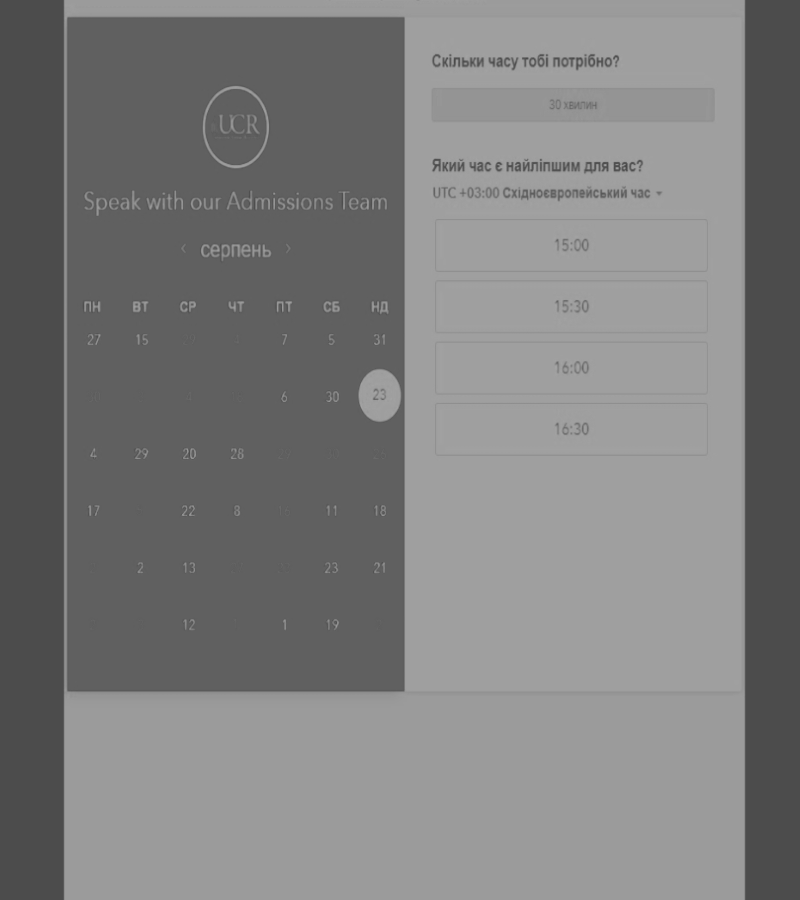 UCR
Speak with our Admissions Team
серпень
ПН ВТ СР ЧТ ПТ СБ НД
27 15 7 5 31
6 30 23
4 29 20 28
17 22 8 11 18
2 13 23 21
12 1 19
Скільки часу тобі потрібно?
30 хвилин
Який час є найліпшим для вас?
UTC +03:00 Східноєвропейський час
15:00
15:30
16:00
16:30